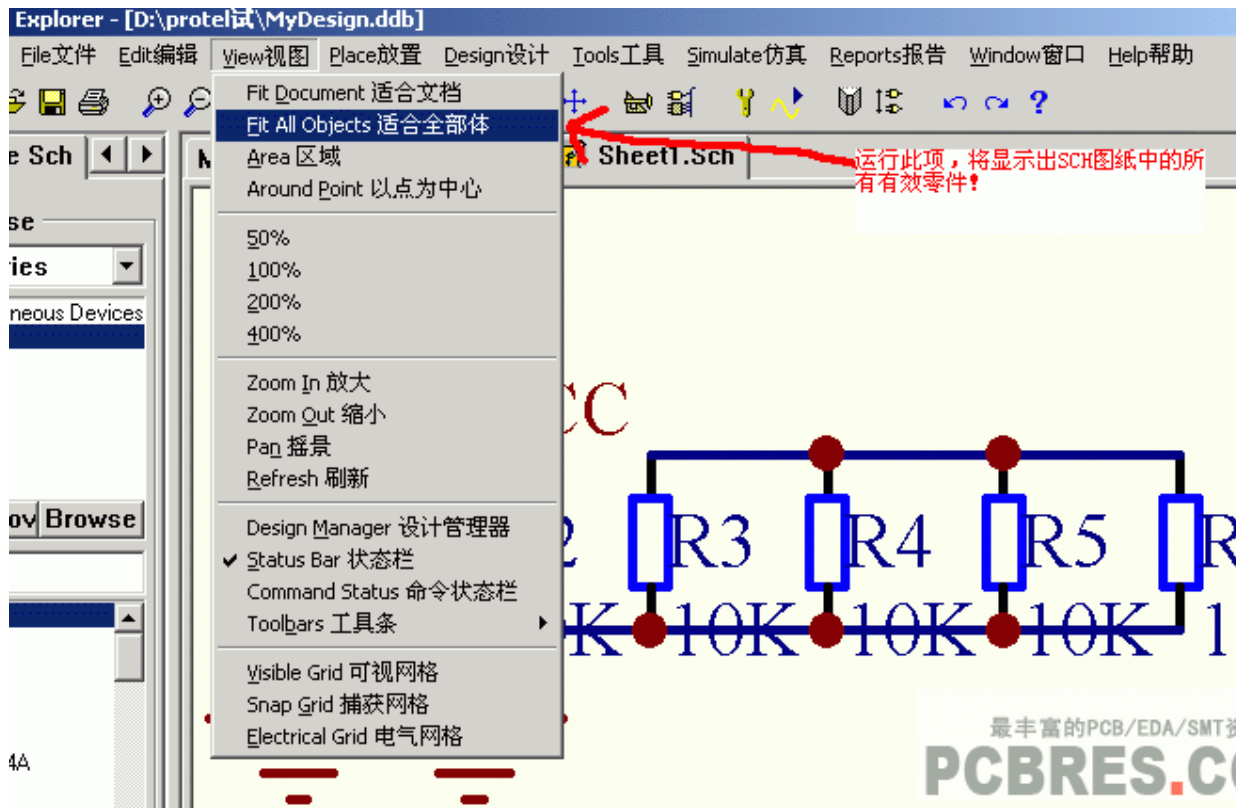 Explorer - [D:\protel试\MyDesign.ddb]
File文件 Edit编辑 View视图 Place放置 Design设计 Tools工具 Simulate仿真 Reports报告 Window窗口 Help帮助
Fit Document 适合文档
Fit All Objects 适合全部体
e Sch
Sheet1.Sch
Area 区域
运行此项，将显示出SCH图纸中的所
有有效零件！
Around Point 以点为中心
se
50%
ies
100%
200%
neous Devices
400%
Zoom In 放大
CC
Zoom Out 缩小
Pan 摇景
Refresh 刷新
ov Browse
Design Manager 设计管理器
2 R3 R4 R5 R
Status Bar 状态栏
Command Status 命令状态栏
Toolbars 工具条
K 10K 10K 10K 1
Visible Grid 可视网格
Snap Grid 捕获网格
Electrical Grid 电气网格
最丰富的PCB/EDA/SMT资
4A
PCBRES.CO